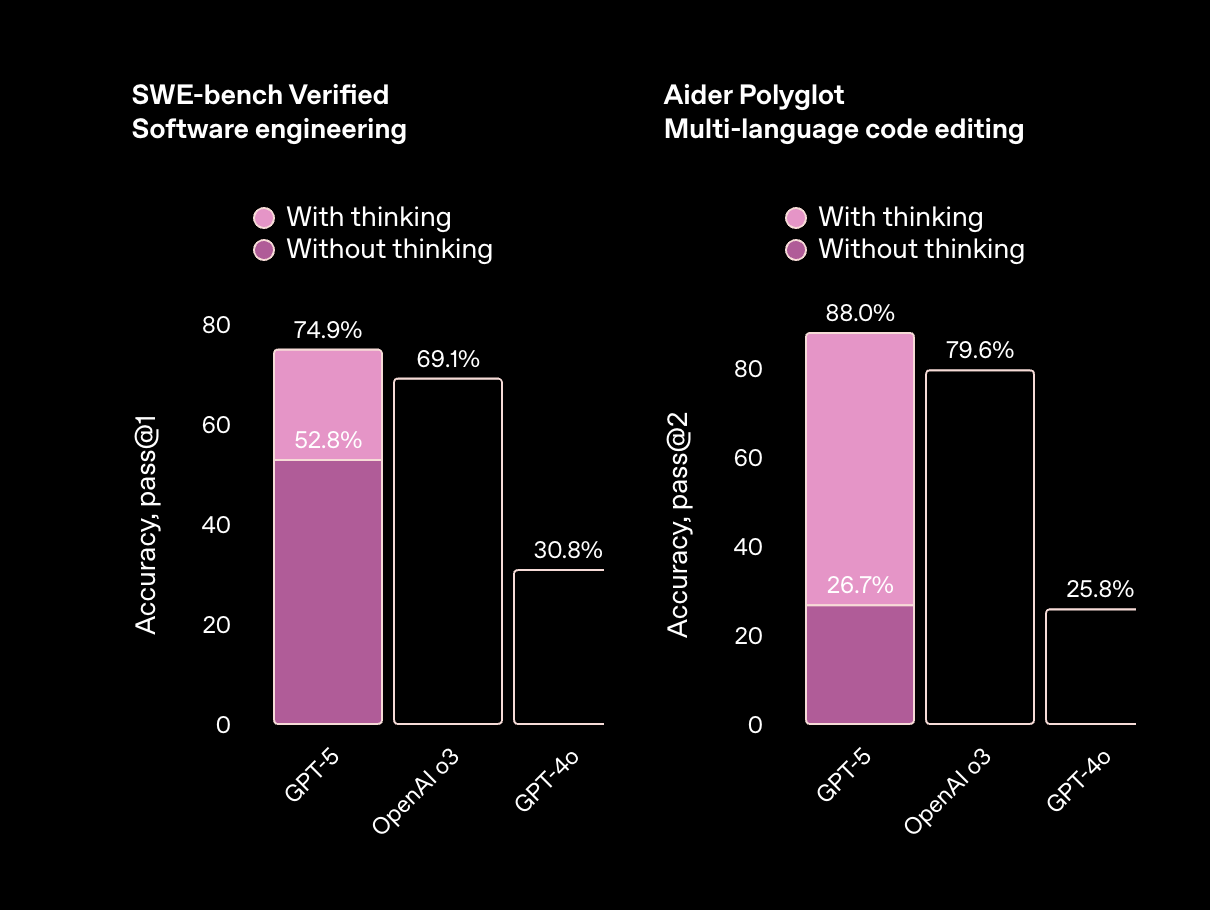 SWE-bench Verified
Software engineering
With thinking
Without thinking
Accuracy, pass@1
80
60
40
20
0
74.9%
52.8%
69.1%
30.8%
GPT-5
OpenAI o3
GPT-4o
Aider Polyglot
Multi-language code editing
With thinking
Without thinking
Accuracy, pass@2
80
60
40
20
0
88.0%
26.7%
79.6%
25.8%
GPT-5
OpenAI o3
GPT-4o